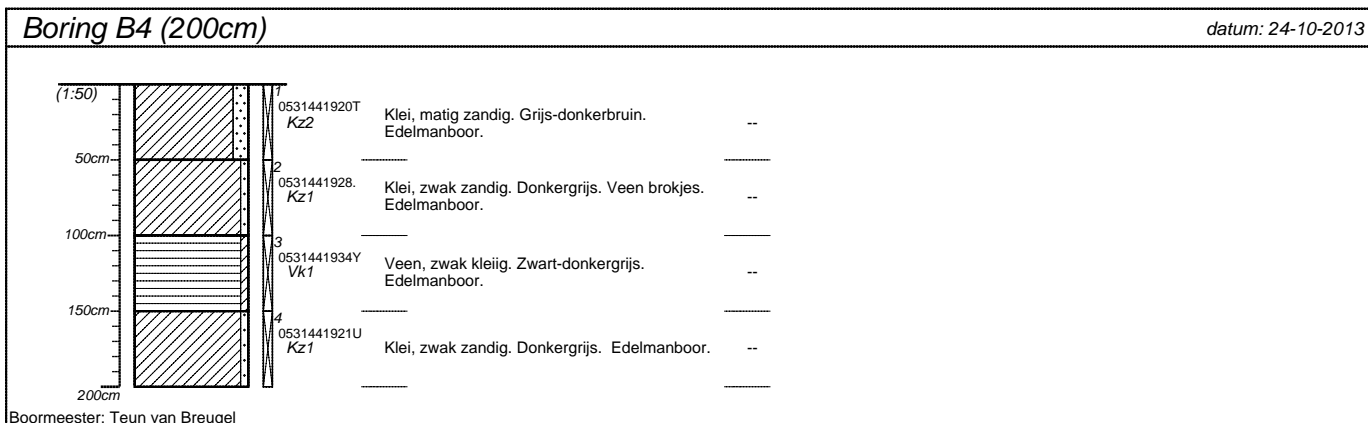 Boring B4 (200cm)
datum: 24-10-2013
(1:50)
1
0531441920T
Kz2
Klei, matig zandig. Grijs-donkerbruin.
Edelmanboor.
--
50cm
2
0531441928.
Kz1
Klei, zwak zandig. Donkergrijs. Veen brokjes.
Edelmanboor.
--
100cm
3
0531441934Y
Vk1
Veen, zwak kleiig. Zwart-donkergrijs.
Edelmanboor.
--
150cm
4
0531441921U
Kz1
Klei, zwak zandig. Donkergrijs. Edelmanboor.
--
200cm
Boormeester: Teun van Breugel